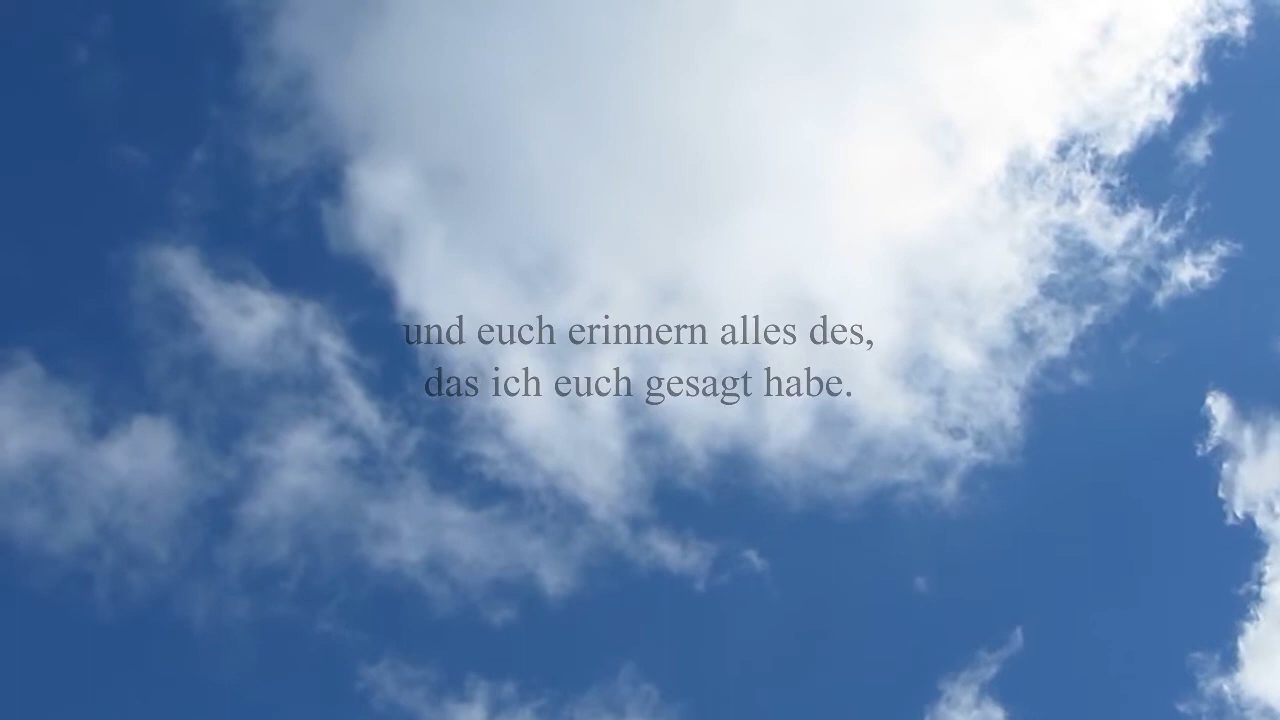 und euch erinnern alles des,
das ich euch gesagt habe.